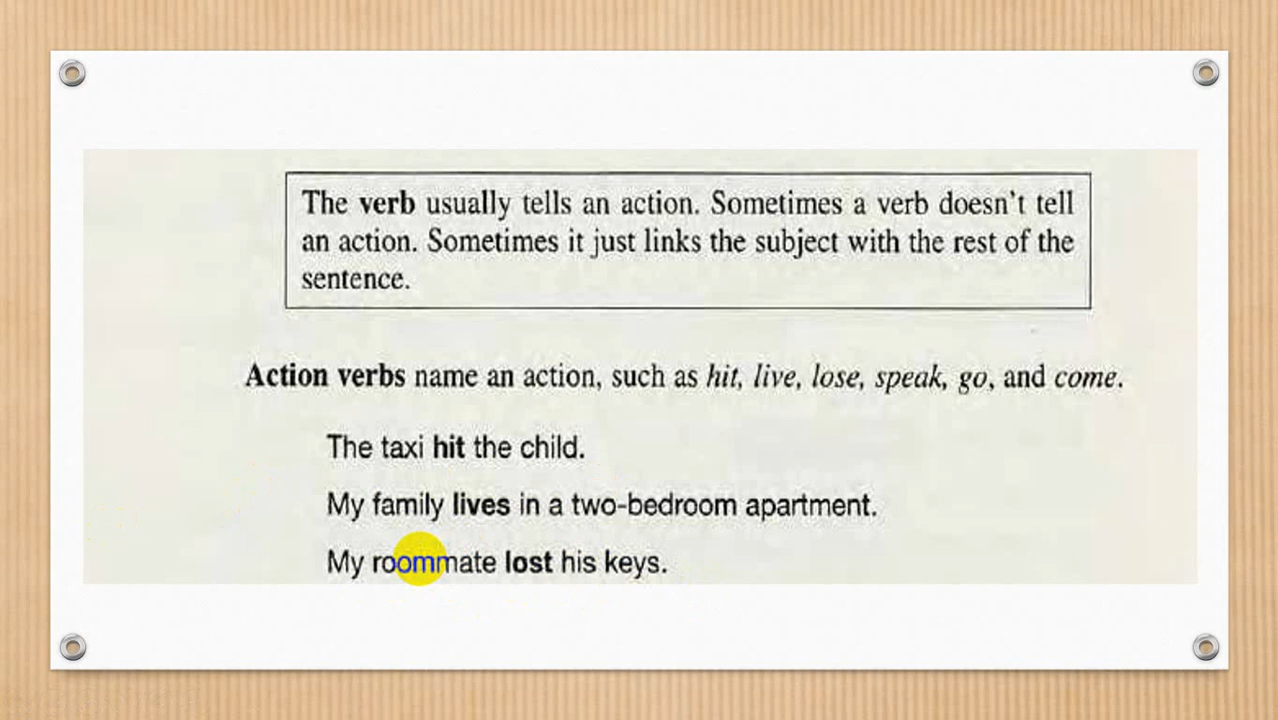 The verb usually tells an action. Sometimes a verb doesn't tell
an action. Sometimes it just links the subject with the rest of the
sentence.
Action verbs name an action, such as hit, live, lose, speak, go, and come.
The taxi hit the child.
My family lives in a two-bedroom apartment.
My roommate lost his keys.